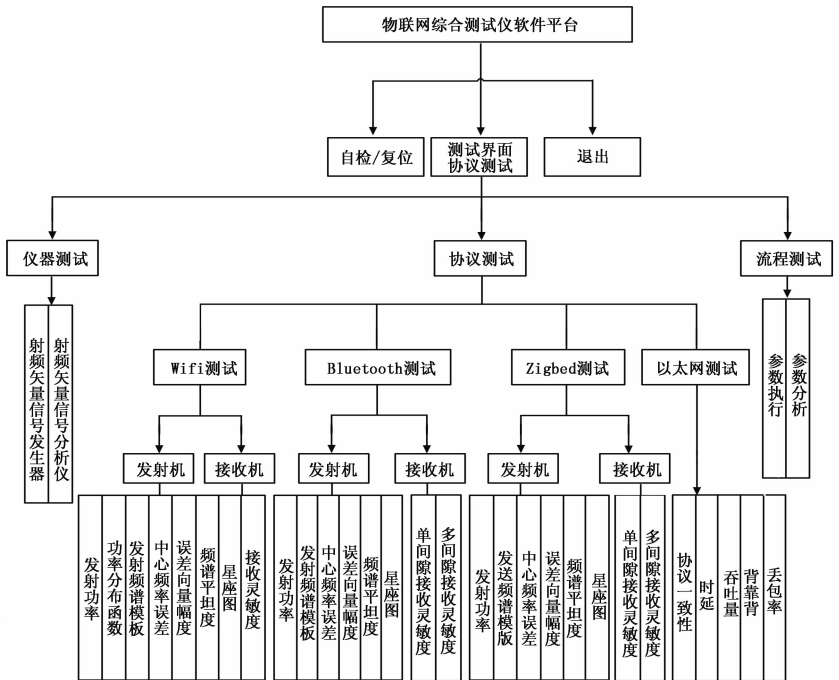 物联网综合测试仪软件平台
自检/复位
测试界面
协议测试
退出
仪器测试
协议测试
流程测试
射频矢量信号发生器
射频矢量信号分析仪
Wifi测试
Bluetooth测试
Zigbed测试
以太网测试
参数执行
参数分析
发射机
接收机
发射机
接收机
发射机
接收机
发射功率
功率分布函数
发射频谱模板
中心频率误差
误差向量幅度
频谱平坦度
星座图
接收灵敏度
发射功率
发射频谱模板
中心频率误差
误差向量幅度
频谱平坦度
星座图
单间隙接收灵敏度
多间隙接收灵敏度
发射功率
发送频谱模版
中心频率误差
误差向量幅度
频谱平坦度
星座图
单间隙接收灵敏度
多间隙接收灵敏度
协议一致性
时延
吞吐量
背靠背
丢包率